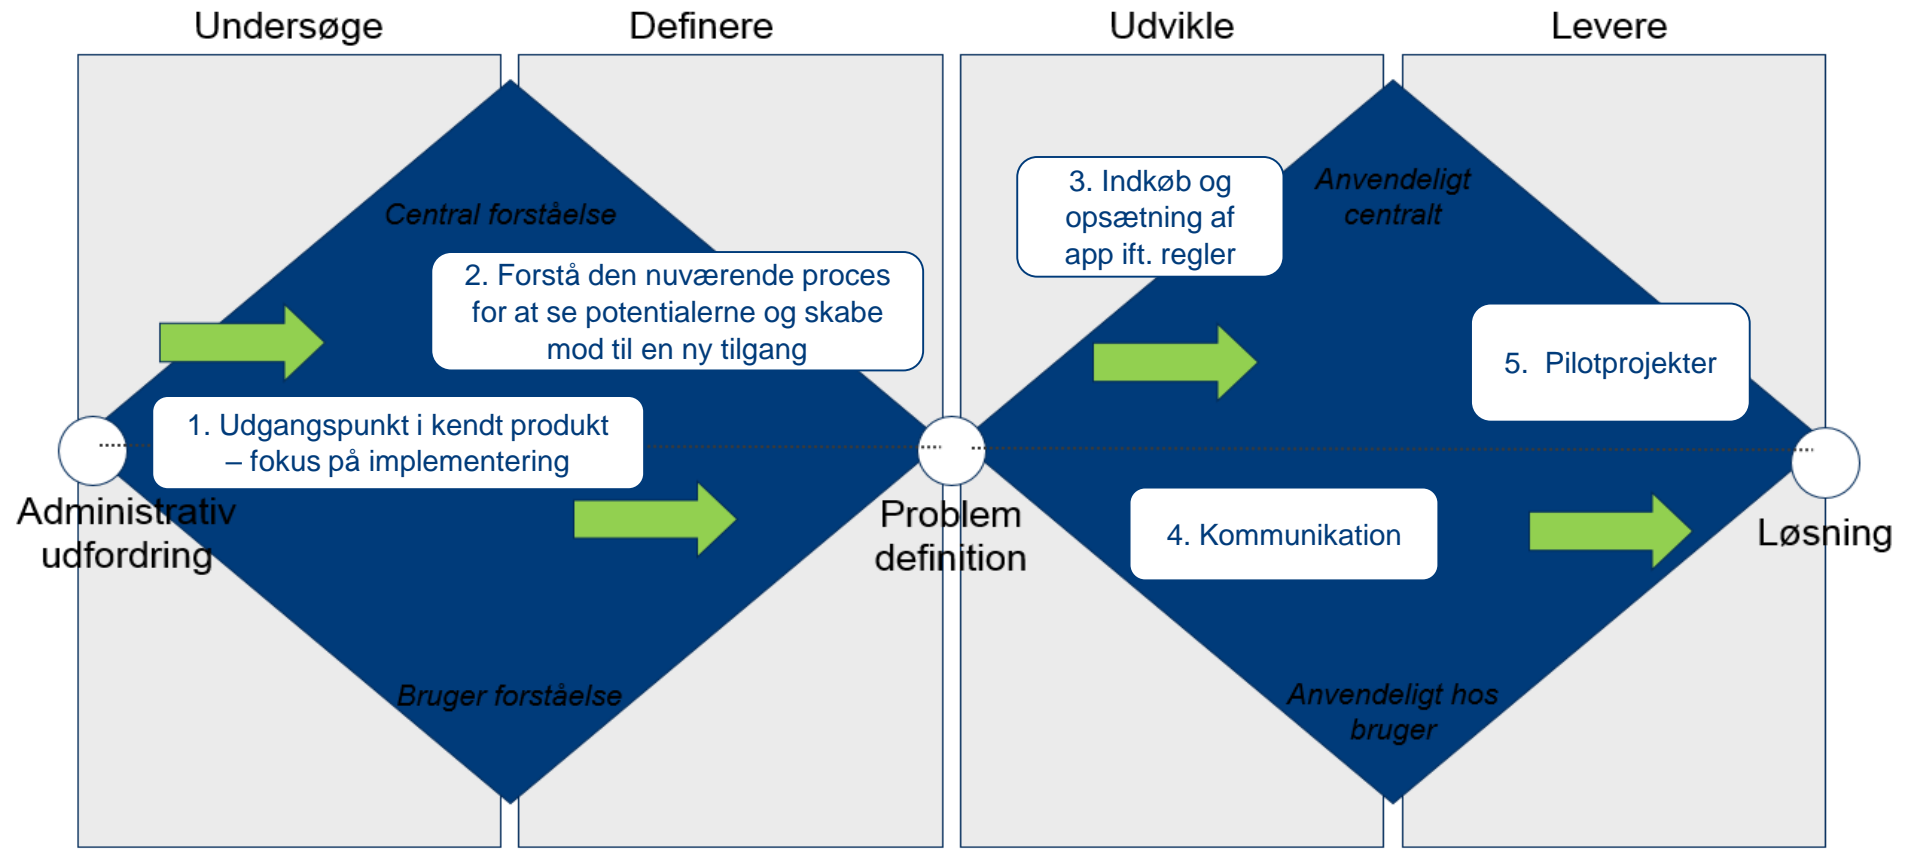 Undersøge
Definere
Udvikle
Levere
Central forståelse
2. Forstå den nuværende proces
for at se potentialerne og skabe
mod til en ny tilgang
1. Udgangspunkt i kendt produkt
– fokus på implementering
Administrativ
udfordring
Bruger forståelse
Problem
definition
3. Indkøb og
opsætning af
app ift. regler
Anvendeligt
centralt
5. Pilotprojekter
4. Kommunikation
Løsning
Anvendeligt hos
bruger